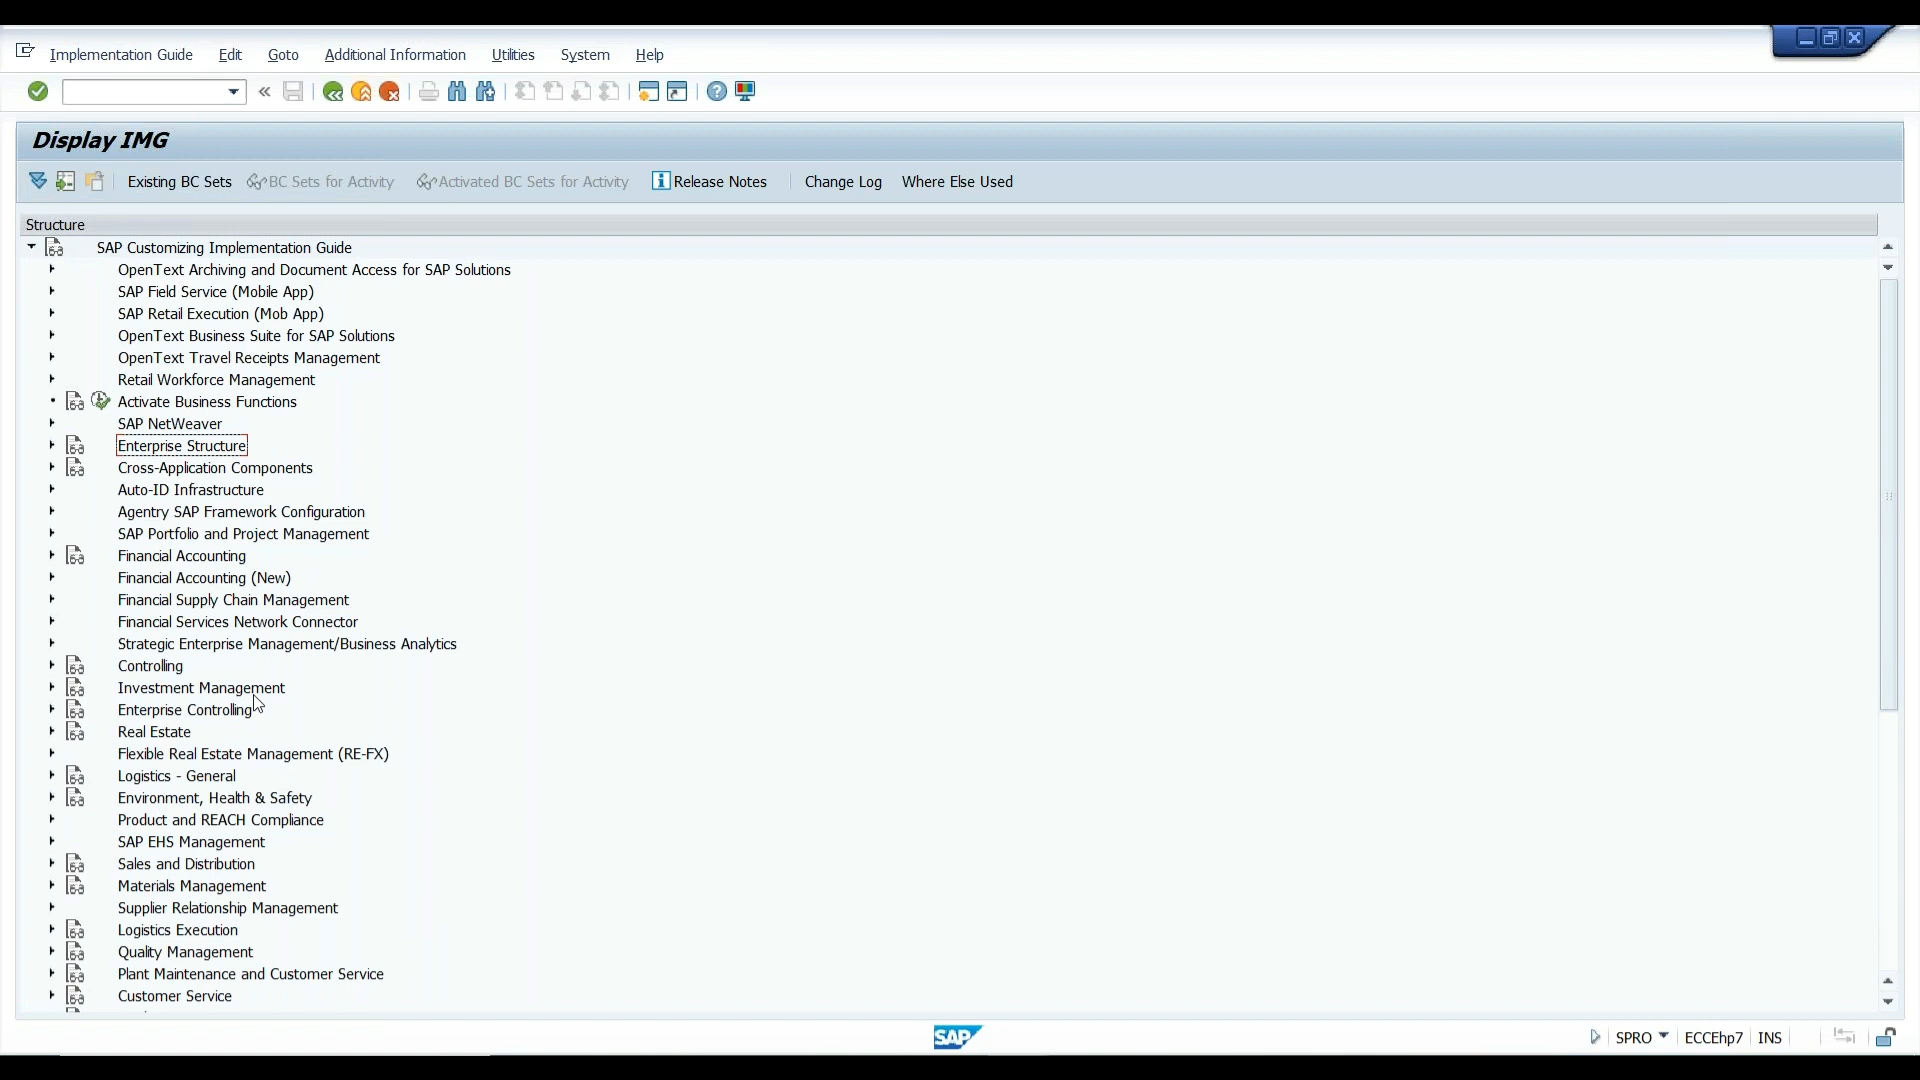 Implementation Guide Edit Goto Additional Information Utilities System Help
Display IMG
Existing BC Sets BC Sets for Activity Activated BC Sets for Activity Release Notes Change Log Where Else Used
Structure
SAP Customizing Implementation Guide
OpenText Archiving and Document Access for SAP Solutions
SAP Field Service (Mobile App)
SAP Retail Execution (Mob App)
OpenText Business Suite for SAP Solutions
OpenText Travel Receipts Management
Retail Workforce Management
Activate Business Functions
SAP NetWeaver
Enterprise Structure
Cross-Application Components
Auto-ID Infrastructure
Agentry SAP Framework Configuration
SAP Portfolio and Project Management
Financial Accounting
Financial Accounting (New)
Financial Supply Chain Management
Financial Services Network Connector
Strategic Enterprise Management/Business Analytics
Controlling
Investment Management
Enterprise Controlling
Real Estate
Flexible Real Estate Management (RE-FX)
Logistics - General
Environment, Health & Safety
Product and REACH Compliance
SAP EHS Management
Sales and Distribution
Materials Management
Supplier Relationship Management
Logistics Execution
Quality Management
Plant Maintenance and Customer Service
Customer Service
SAP SPRO ECCEhp7 INS